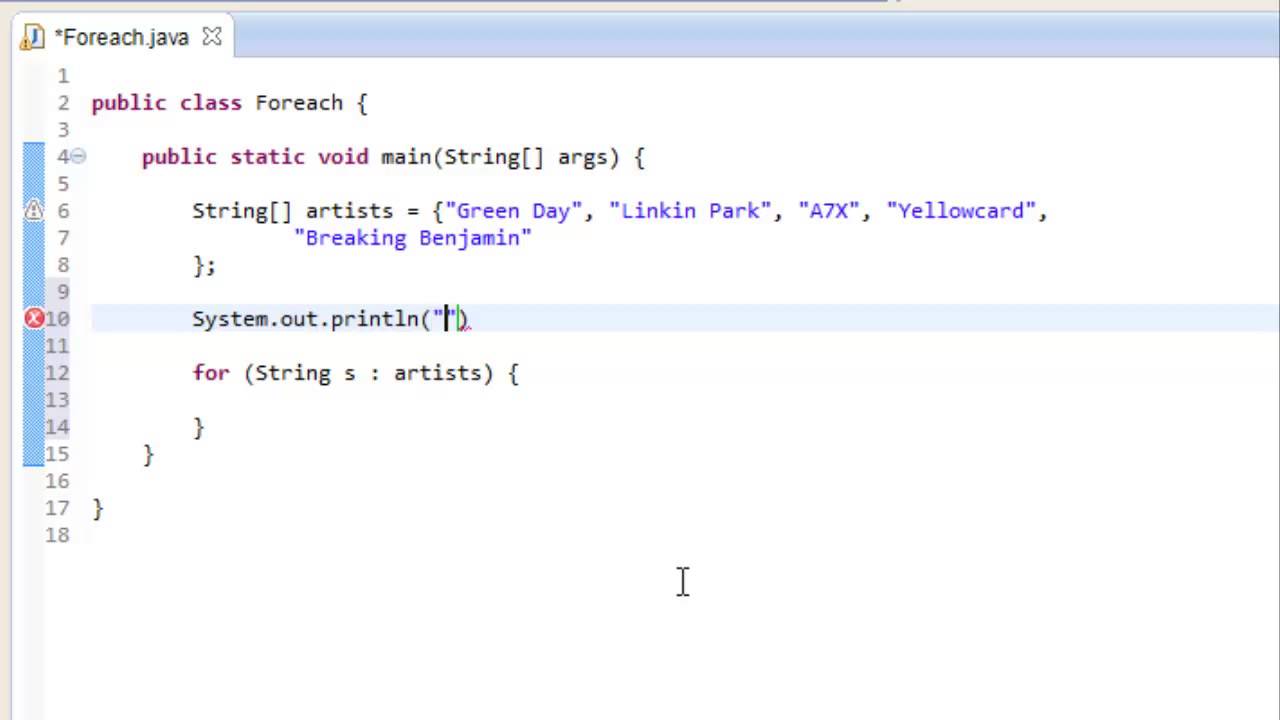 *Foreach.java
1
2 public class Foreach {
3
4 public static void main(String[] args) {
5
6 String[] artists = {"Green Day", "Linkin Park", "A7X", "Yellowcard",
7 "Breaking Benjamin"
8 };
9
10 System.out.println("")
11
12 for (String s : artists) {
13
14 }
15 }
16
17 }
18